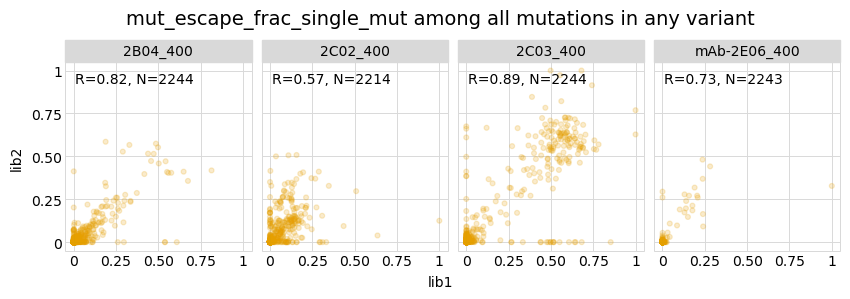 mut_escape_frac_single_mut among all mutations in any variant
2B04_400 2C02_400 2C03_400 mAb-2E06_400
R=0.82, N=2244 R=0.57, N=2214 R=0.89, N=2244 R=0.73, N=2243
1
0.75
0.50
0.25
0
lib2
0 0.25 0.50 0.75 1 0 0.25 0.50 0.75 1 0 0.25 0.50 0.75 1 0 0.25 0.50 0.75 1
lib1